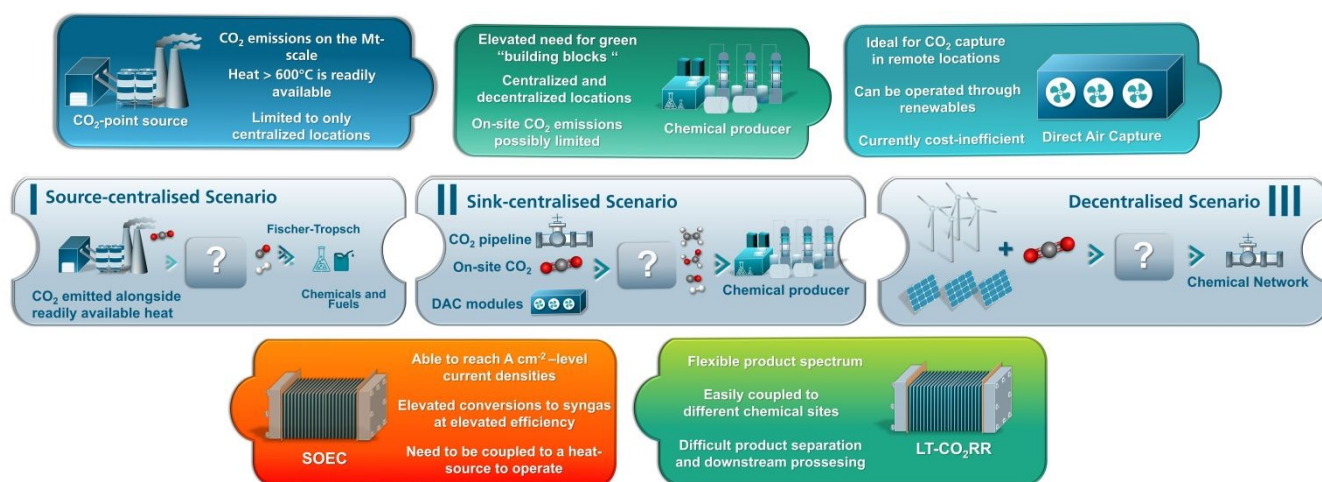 CO₂ emissions on the Mt-
scale
Heat > 600°C is readily
available
Limited to only
centralized locations
CO₂-point source
Elevated need for green
"building blocks "
Centralized and
decentralized locations
On-site CO₂ emissions
possibly limited
Chemical producer
Ideal for CO₂ capture
in remote locations
Can be operated through
renewables
Currently cost-inefficient
Direct Air Capture
I Source-centralised Scenario
Fischer-Tropsch
?
CO₂ emitted alongside
readily available heat
Chemicals and
Fuels
II Sink-centralised Scenario
CO₂ pipeline
On-site CO₂
DAC modules
?
Chemical producer
Decentralised Scenario III
+
?
Chemical Network
Able to reach A cm⁻² –level
current densities
Elevated conversions to syngas
at elevated efficiency
Need to be coupled to a heat-
source to operate
SOEC
Flexible product spectrum
Easily coupled to
different chemical sites
Difficult product separation
and downstream prossesing
LT-CO₂RR